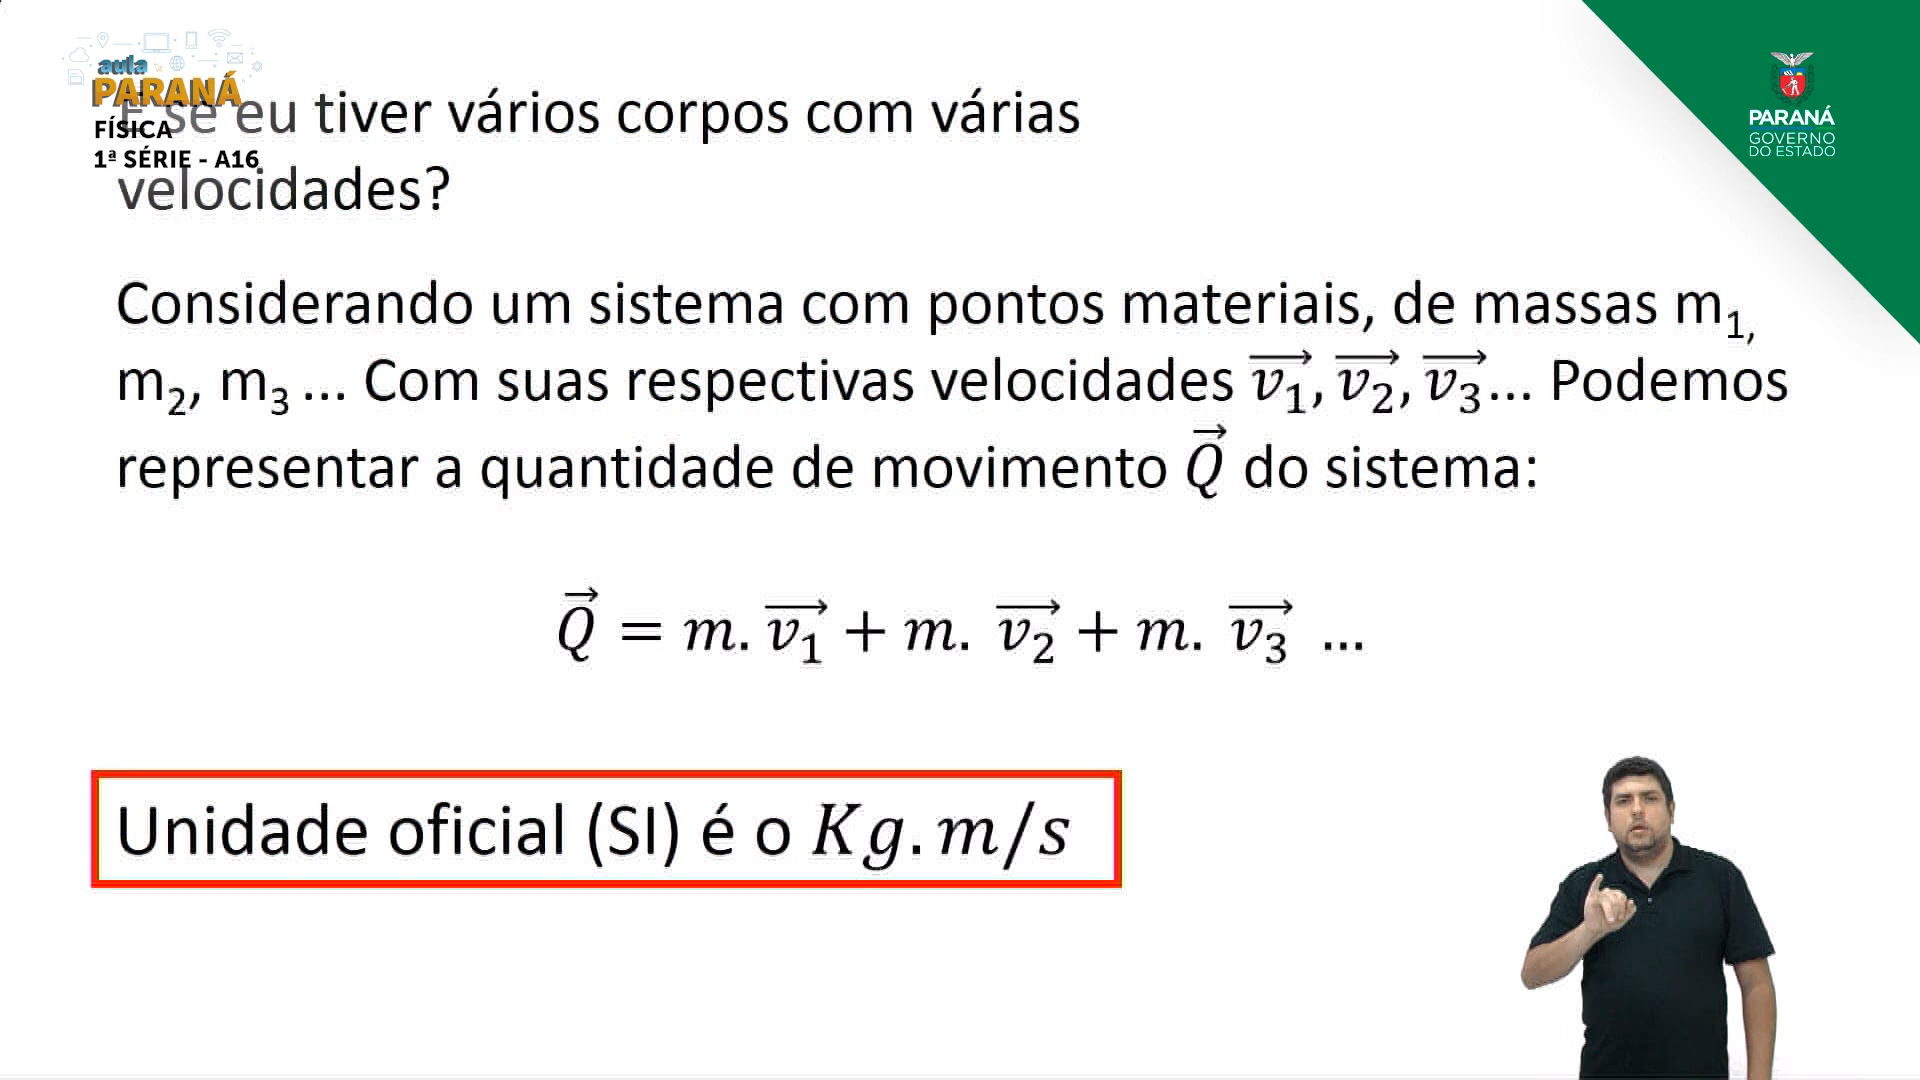 aula
PARANÁ
FÍSICA
1ª SÉRIE - A16
E se eu tiver vários corpos com várias
velocidades?
PARANÁ
GOVERNO
DO ESTADO
Considerando um sistema com pontos materiais, de massas m₁,
m₂, m₃ ... Com suas respectivas velocidades v₁⃗, v₂⃗, v₃⃗... Podemos
representar a quantidade de movimento Q⃗ do sistema:
Q⃗ = m. v₁⃗ + m. v₂⃗ + m. v₃⃗ ...
Unidade oficial (SI) é o Kg.m/s